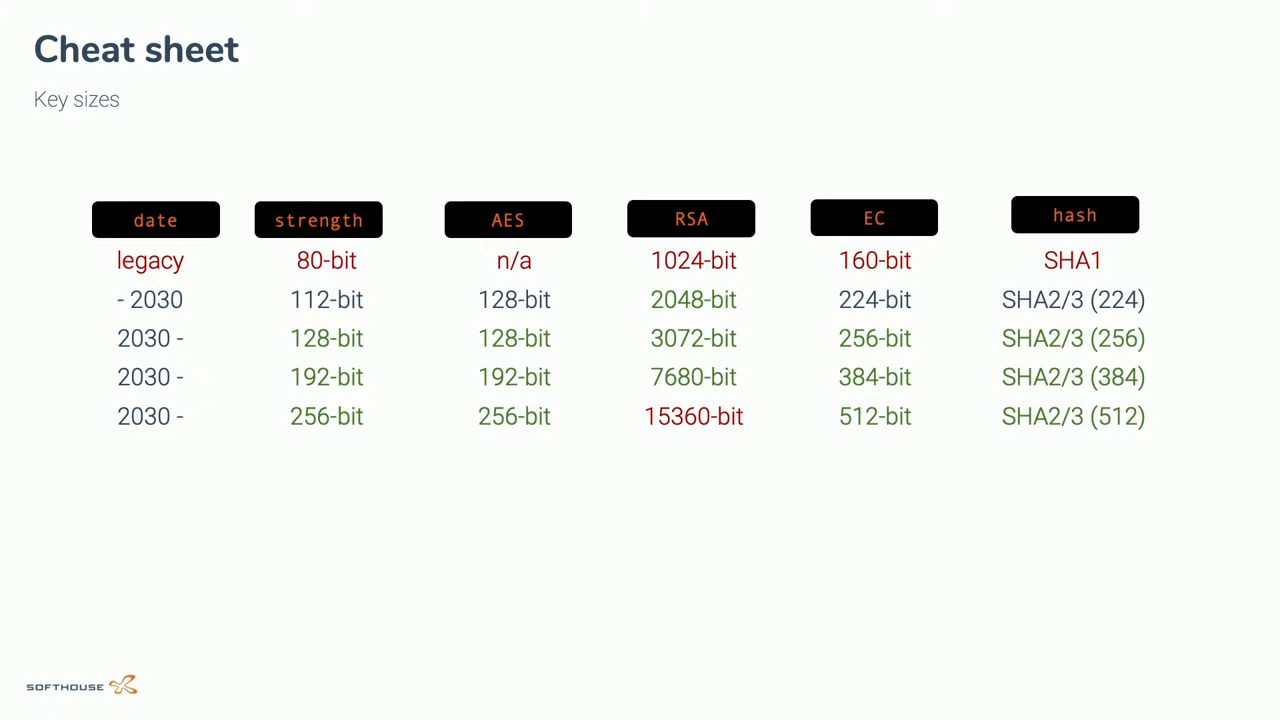 Cheat sheet
Key sizes
date strength AES RSA EC hash
legacy 80-bit n/a 1024-bit 160-bit SHA1
- 2030 112-bit 128-bit 2048-bit 224-bit SHA2/3 (224)
2030 - 128-bit 128-bit 3072-bit 256-bit SHA2/3 (256)
2030 - 192-bit 192-bit 7680-bit 384-bit SHA2/3 (384)
2030 - 256-bit 256-bit 15360-bit 512-bit SHA2/3 (512)
SOFTHOUSE